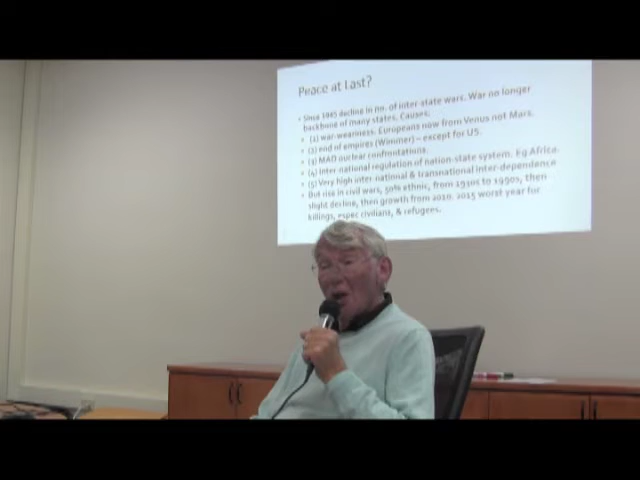 Peace at Last?
• Since 1945 decline in no. of inter-state wars. War no longer
backbone of many states. Causes;
• (1) war-weariness. Europeans now from Venus not Mars.
• (2) end of empires (Wimmer) – except for US.
• (3) MAD nuclear confrontations.
• (4) inter-national regulation of nation-state system. Eg Africa.
• (5) Very high inter-national & transnational inter-dependence
• But rise in civil wars, 50% ethnic, from 1910s to 1990s, then
slight decline, then growth from 2010. 2015 worst year for
killings, espec civilians, & refugees.